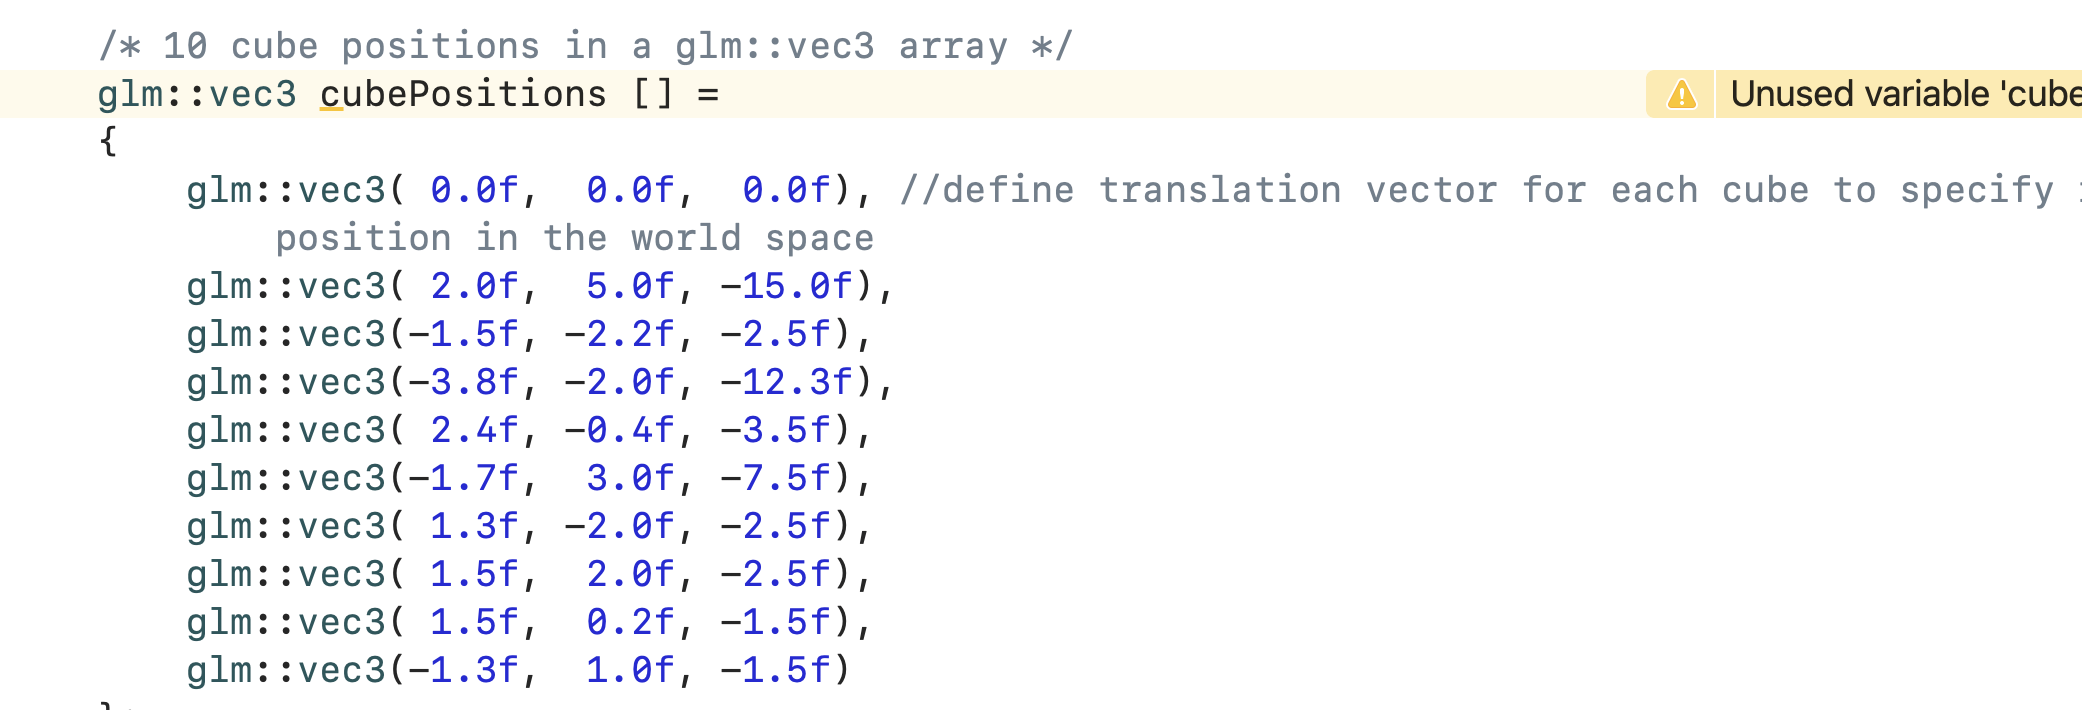 /* 10 cube positions in a glm::vec3 array */
glm::vec3 cubePositions [] =
Unused variable 'cube
{
glm::vec3( 0.0f,  0.0f,  0.0f), //define translation vector for each cube to specify
position in the world space
glm::vec3( 2.0f,  5.0f, -15.0f),
glm::vec3(-1.5f, -2.2f, -2.5f),
glm::vec3(-3.8f, -2.0f, -12.3f),
glm::vec3( 2.4f, -0.4f, -3.5f),
glm::vec3(-1.7f,  3.0f, -7.5f),
glm::vec3( 1.3f, -2.0f, -2.5f),
glm::vec3( 1.5f,  2.0f, -2.5f),
glm::vec3( 1.5f,  0.2f, -1.5f),
glm::vec3(-1.3f,  1.0f, -1.5f)